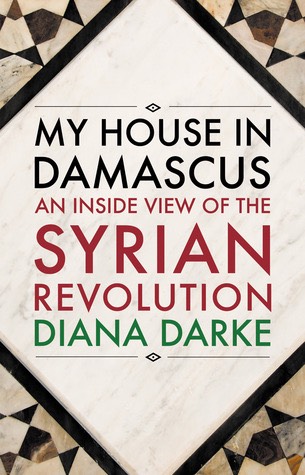 MY HOUSE IN
DAMASCUS
AN INSIDE VIEW OF THE
SYRIAN
REVOLUTION
DIANA DARKE